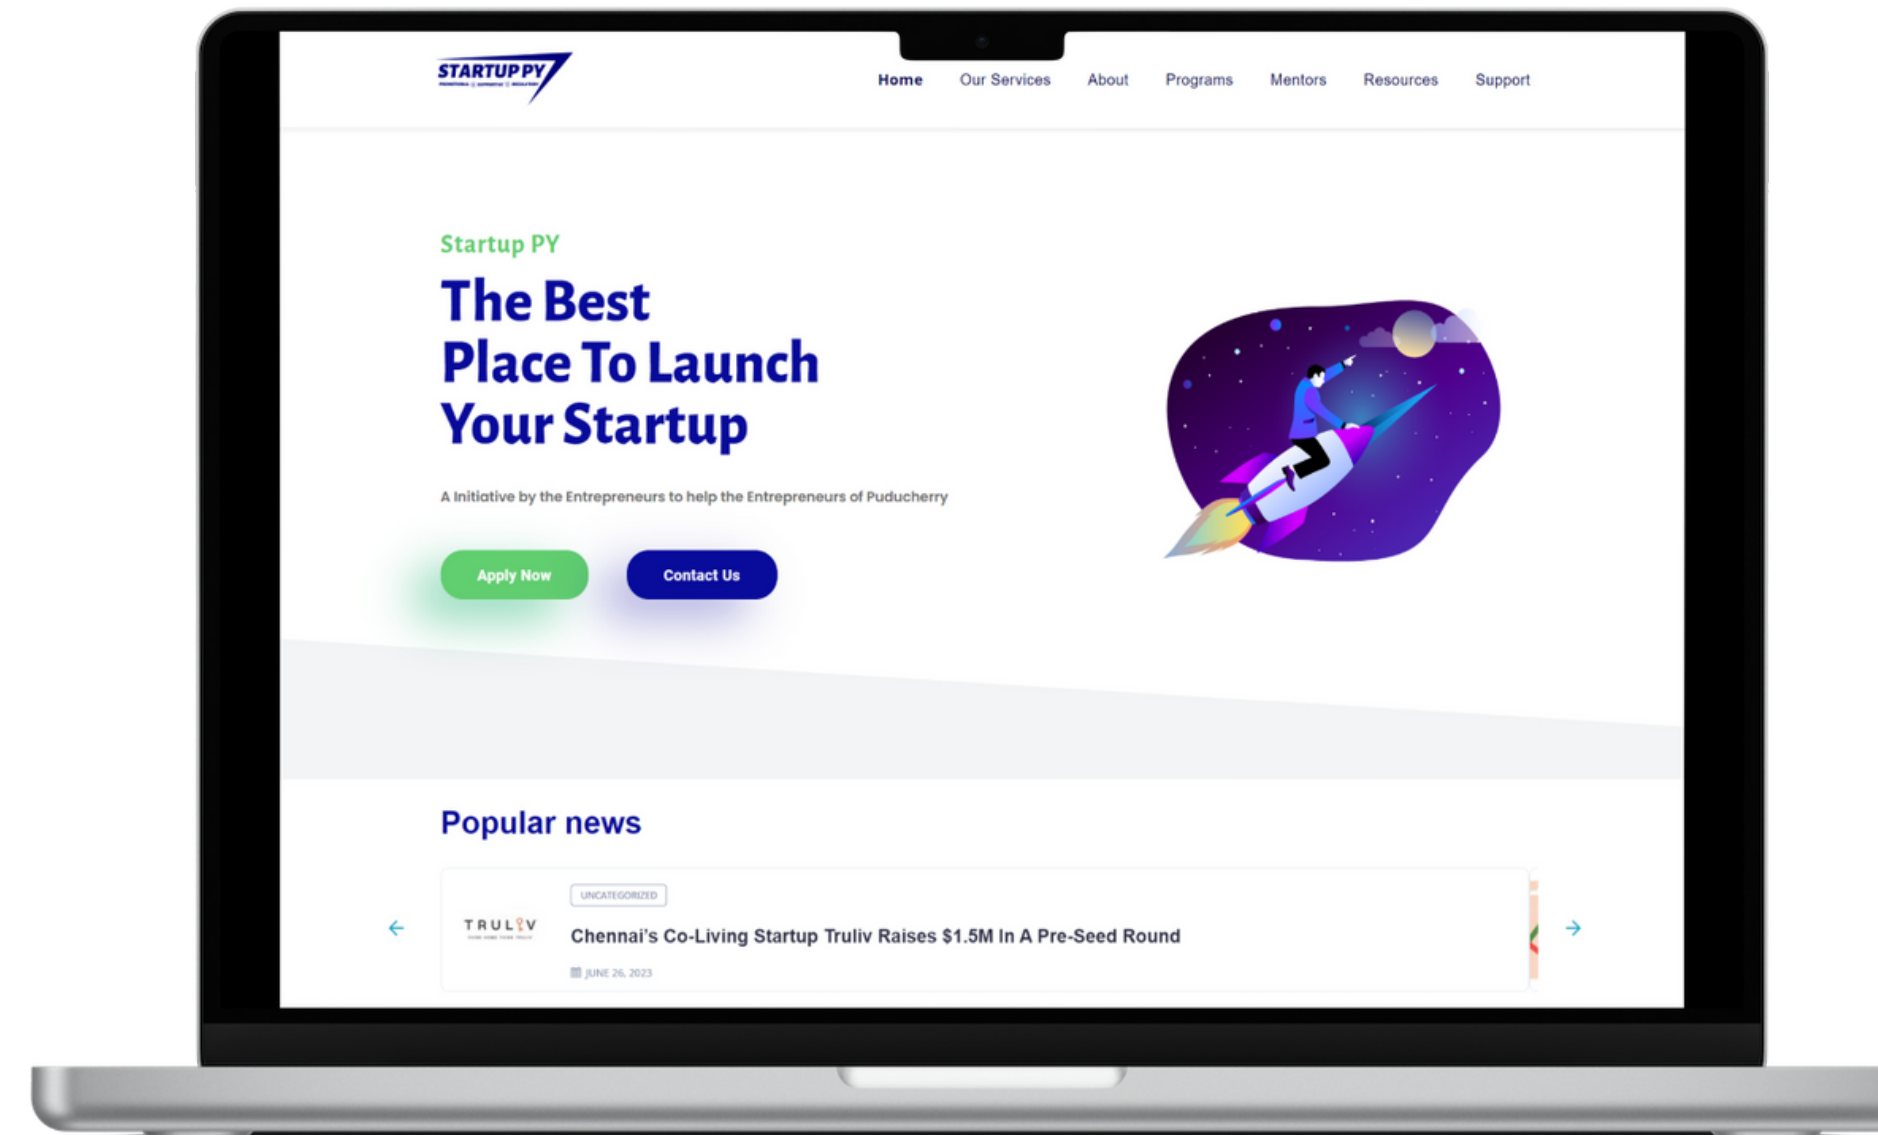 STARTUP PY
Home Our Services About Programs Mentors Resources Support
Startup PY
The Best
Place To Launch
Your Startup
A Initiative by the Entrepreneurs to help the Entrepreneurs of Puducherry
Apply Now Contact Us
Popular news
UNCATEGORIZED
TRULIV
Chennai's Co-Living Startup Truliv Raises $1.5M In A Pre-Seed Round
JUNE 26, 2023